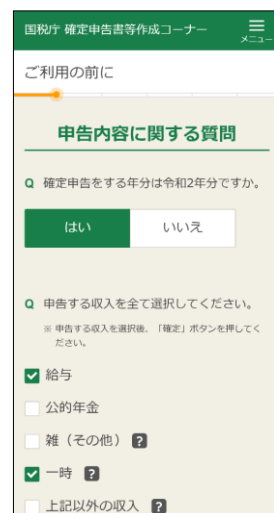 国税庁 確定申告書等作成コーナー
メニュー
ご利用の前に
申告内容に関する質問
Q 確定申告をする年分は令和2年分ですか。
はい いいえ
Q 申告する収入を全て選択してください。
※ 申告する収入を選択後、「確定」ボタンを押してく
ださい。
給与
公的年金
雑（その他） ?
一時 ?
上記以外の収入 ?